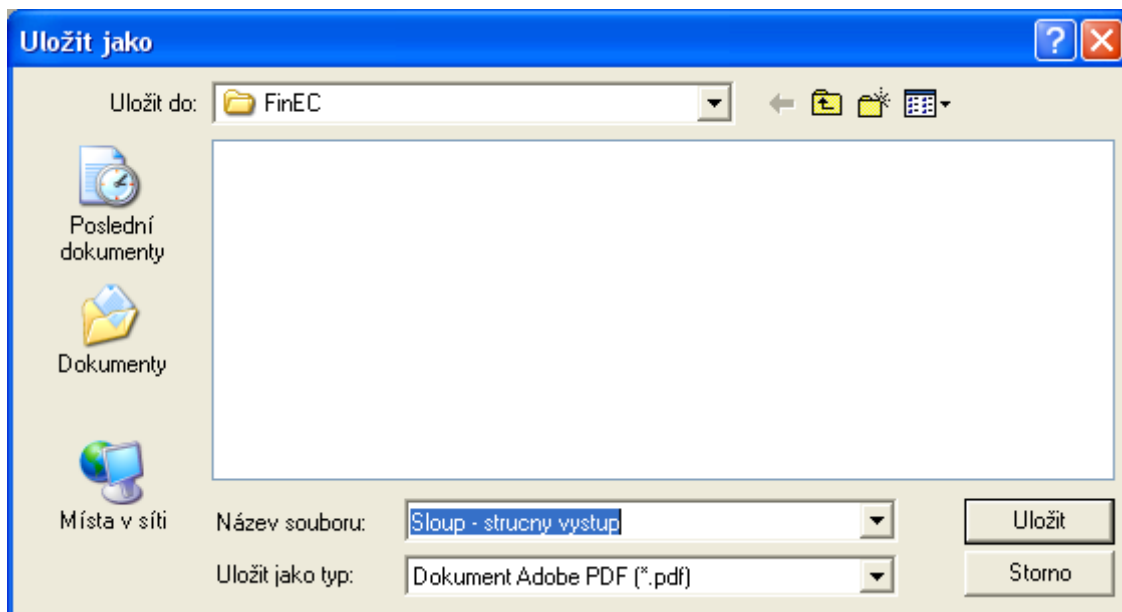 Uložit jako
Uložit do: FinEC
Poslední
dokumenty
Dokumenty
Místa v síti
Název souboru: Sloup - strucny vystup Uložit
Uložit jako typ: Dokument Adobe PDF (*.pdf) Storno